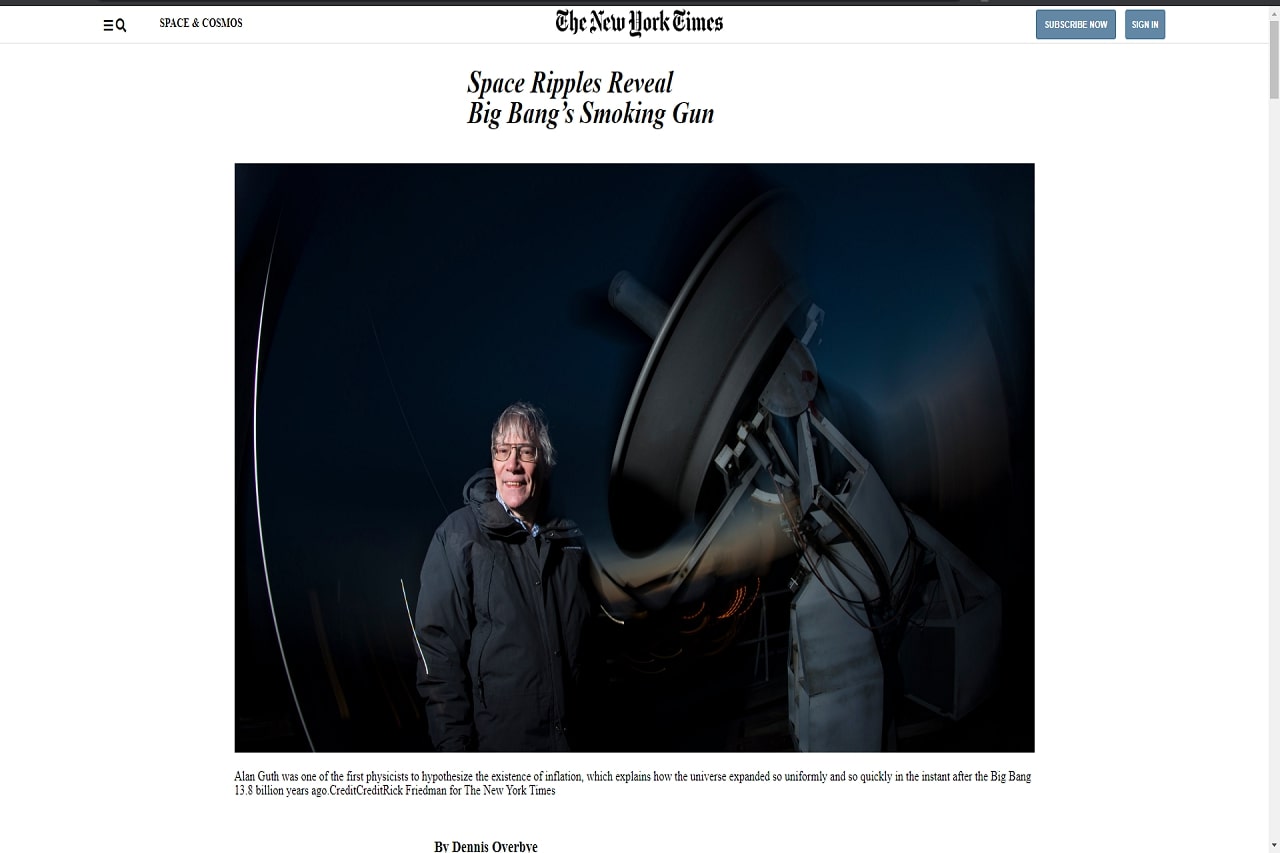 SPACE & COSMOS
The New York Times
SUBSCRIBE NOW
SIGN IN
Space Ripples Reveal
Big Bang’s Smoking Gun
Alan Guth was one of the first physicists to hypothesize the existence of inflation, which explains how the universe expanded so uniformly and so quickly in the instant after the Big Bang
13.8 billion years ago.CreditCreditRick Friedman for The New York Times
By Dennis Overbye